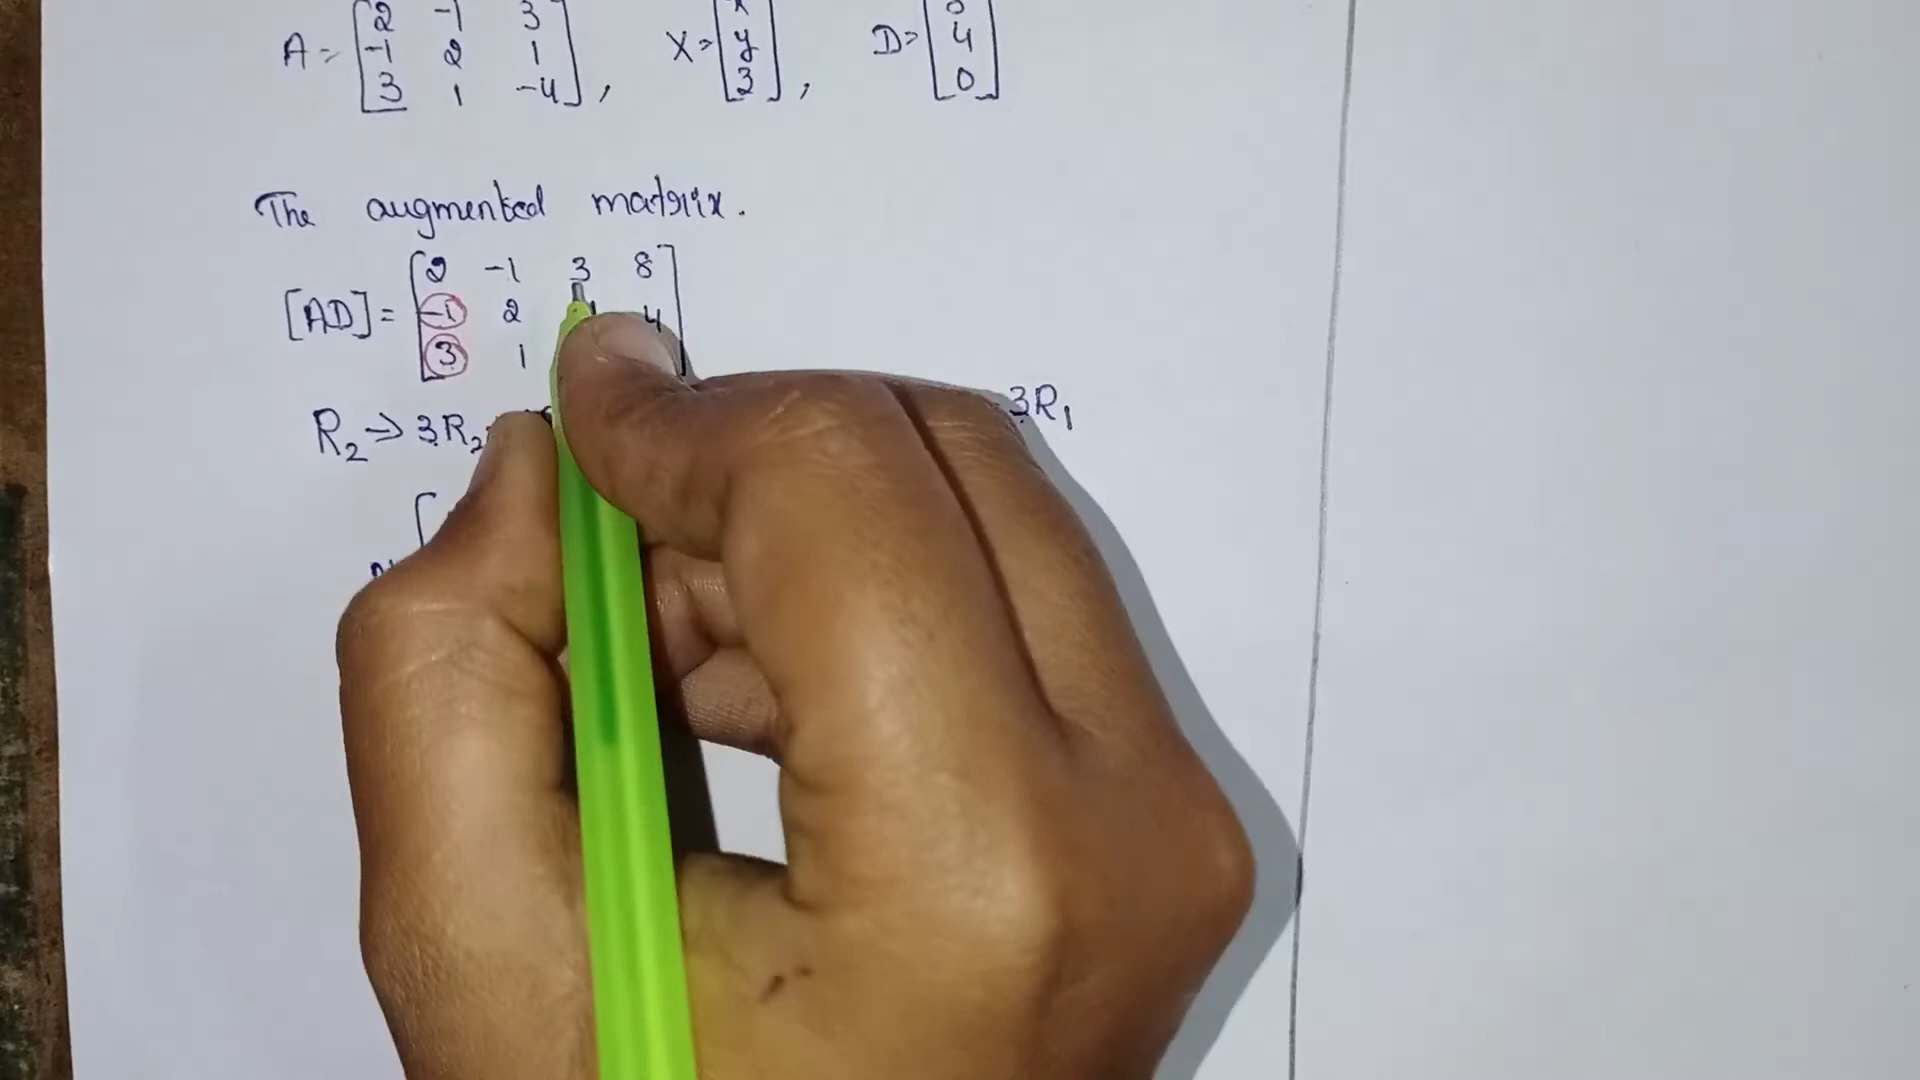 A = [2 -1 3
-1 2 1
3 1 -4], X = [x
y
3], D = [
4
0]
The augmented matrix.
[AD] = [2 -1 3 8
-1 2 4
3 1
R2 → 3R2 3R1
[